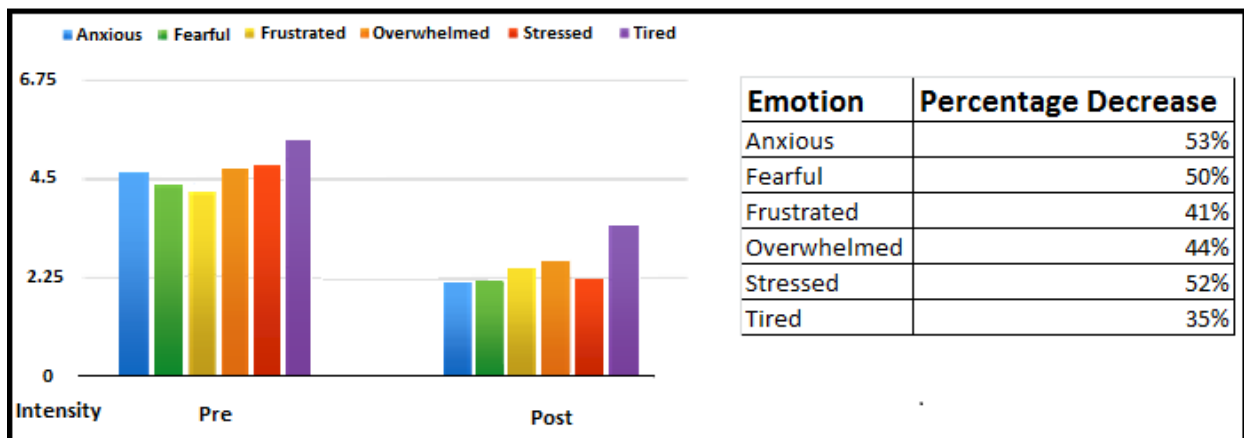 Anxious Fearful Frustrated Overwhelmed Stressed Tired
6.75
4.5
2.25
0
Intensity Pre Post
Emotion Percentage Decrease
Anxious 53%
Fearful 50%
Frustrated 41%
Overwhelmed 44%
Stressed 52%
Tired 35%